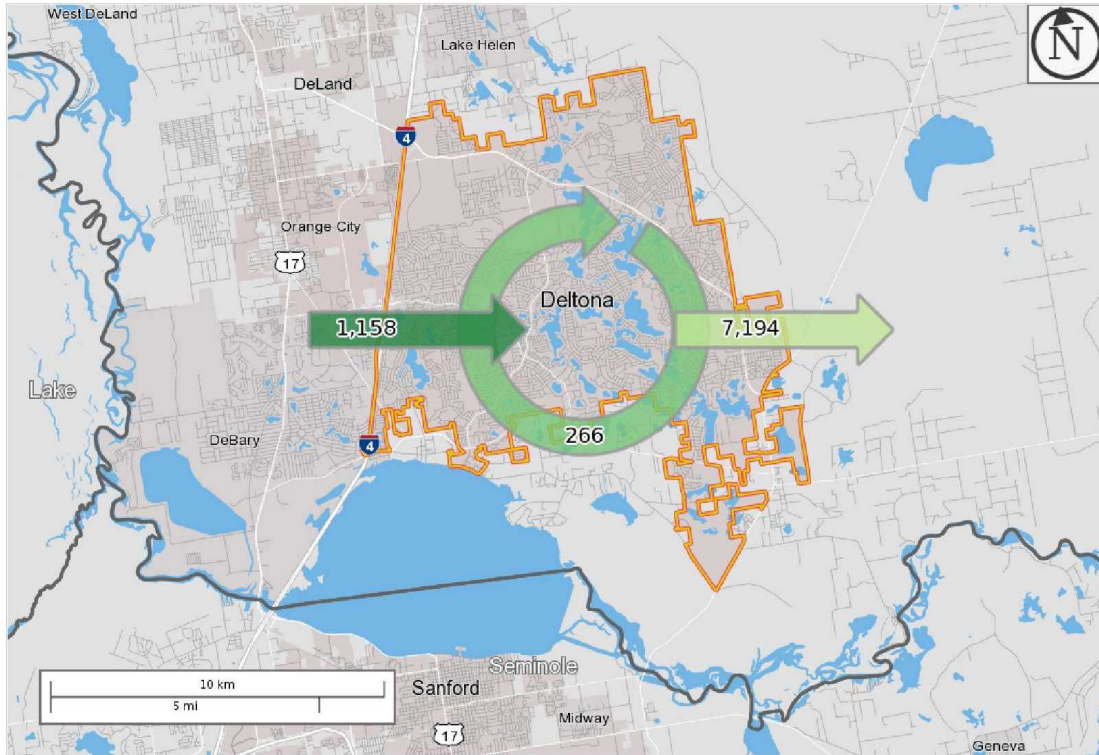 West DeLand
Lake Helen
DeLand
N
4
Orange City
17
Deltona
1,158
7,194
Lake
DeBary
266
4
Seminole
10 km
5 mi
Sanford
17
Midway
Geneva